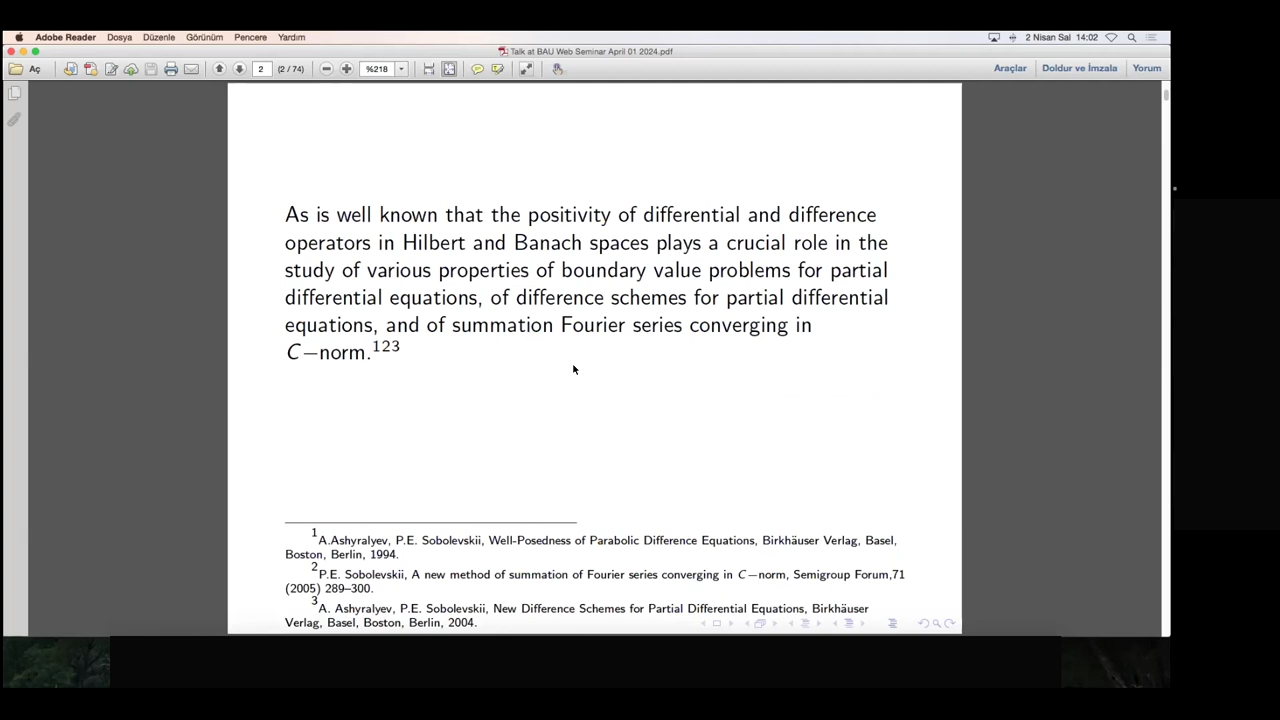 Adobe Reader Dosya Düzenle Görünüm Pencere Yardım 2 Nisan Sal 14:02
Talk at BAU Web Seminar April 01 2024.pdf
Aç 2 (2 / 74) %218 Araçlar Doldur ve İmzala Yorum
As is well known that the positivity of differential and difference
operators in Hilbert and Banach spaces plays a crucial role in the
study of various properties of boundary value problems for partial
differential equations, of difference schemes for partial differential
equations, and of summation Fourier series converging in
C−norm.123
1A.Ashyralyev, P.E. Sobolevskii, Well-Posedness of Parabolic Difference Equations, Birkhäuser Verlag, Basel,
Boston, Berlin, 1994.
2P.E. Sobolevskii, A new method of summation of Fourier series converging in C−norm, Semigroup Forum,71
(2005) 289–300.
3A. Ashyralyev, P.E. Sobolevskii, New Difference Schemes for Partial Differential Equations, Birkhäuser
Verlag, Basel, Boston, Berlin, 2004.